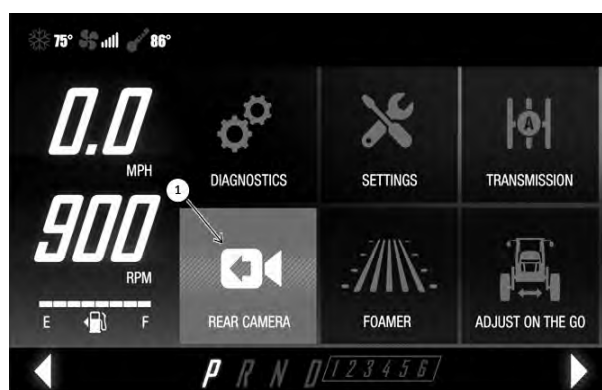 75° 86°
0.0
MPH
900
RPM
E F
DIAGNOSTICS
SETTINGS
TRANSMISSION
A
1
REAR CAMERA
FOAMER
ADJUST ON THE GO
P R N D 1 2 3 4 5 6